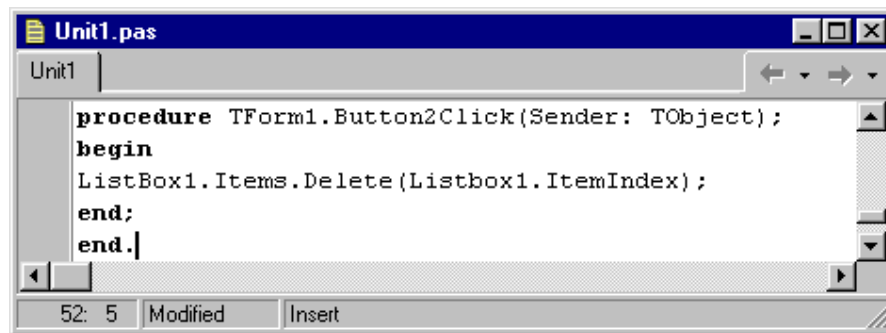 Unit1.pas
Unit1
procedure TForm1.Button2Click(Sender: TObject);
begin
ListBox1.Items.Delete(Listbox1.ItemIndex);
end;
end.
52: 5 Modified Insert